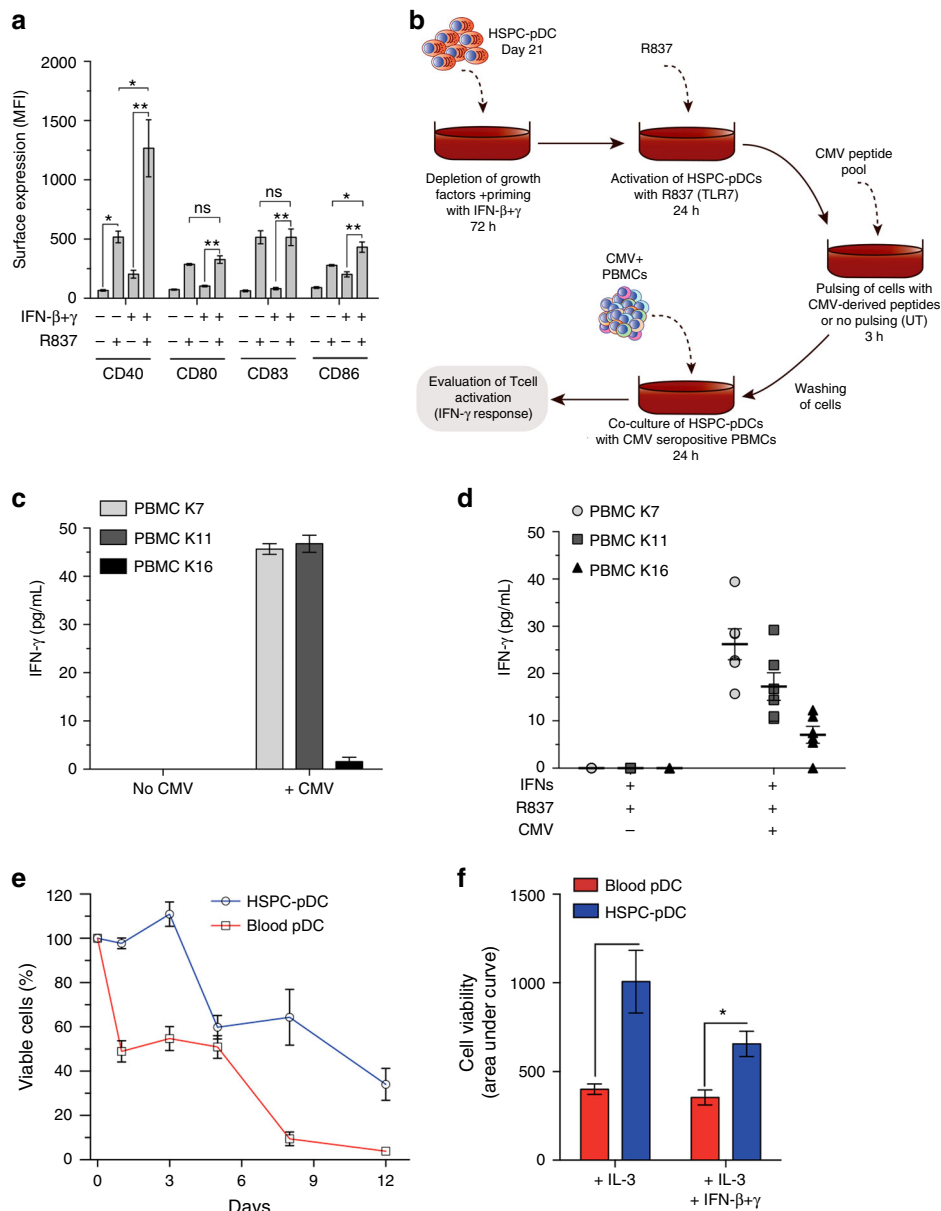 a
Surface expression (MFI)
2000
1500
1000
500
0
*
**
*
ns
**
ns
**
*
**
IFN-β+γ − − + + − − + + − − + + − − + +
R837 − + − + − + − + − + − + − + − +
CD40 CD80 CD83 CD86
b
HSPC-pDC
Day 21
R837
Depletion of growth
factors +priming
with IFN-β+γ
72 h
Activation of HSPC-pDCs
with R837 (TLR7)
24 h
CMV peptide
pool
Pulsing of cells with
CMV-derived peptides
or no pulsing (UT)
3 h
Washing
of cells
CMV+
PBMCs
Co-culture of HSPC-pDCs
with CMV seropositive PBMCs
24 h
Evaluation of Tcell
activation
(IFN-γ response)
c
PBMC K7
PBMC K11
PBMC K16
IFN-γ (pg/mL)
50
40
30
20
10
0
No CMV + CMV
d
PBMC K7
PBMC K11
PBMC K16
IFN-γ (pg/mL)
50
40
30
20
10
0
IFNs + +
R837 + +
CMV − +
e
HSPC-pDC
Blood pDC
Viable cells (%)
120
100
80
60
40
20
0
0 3 6 9 12
Days
f
Blood pDC
HSPC-pDC
Cell viability
(area under curve)
1500
1000
500
0
*
+ IL-3 + IL-3
+ IFN-β+γ